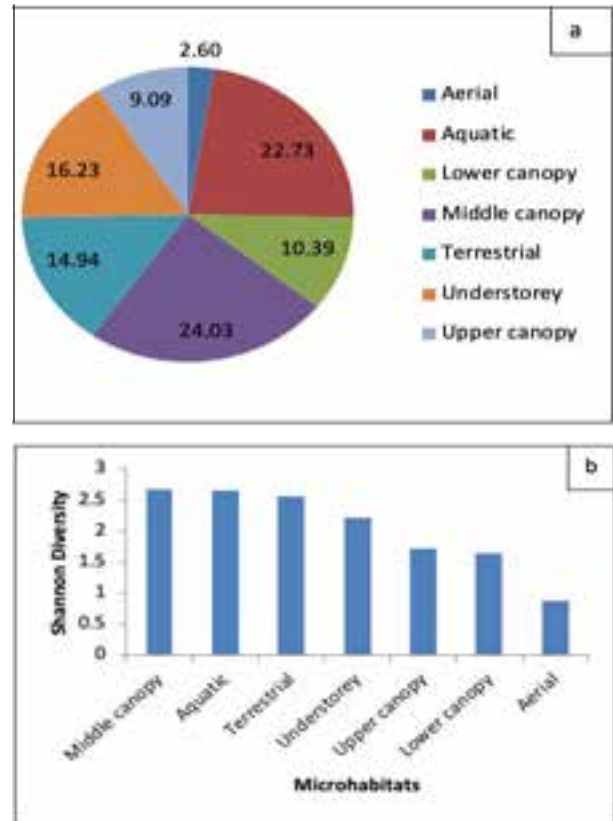 a
2.60
9.09
22.73
16.23
10.39
14.94
24.03
Aerial
Aquatic
Lower canopy
Middle canopy
Terrestrial
Understorey
Upper canopy
b
3
2.5
2
1.5
1
0.5
0
Shannon Diversity
Middle canopy
Aquatic
Terrestrial
Understorey
Upper canopy
Lower canopy
Aerial
Microhabitats